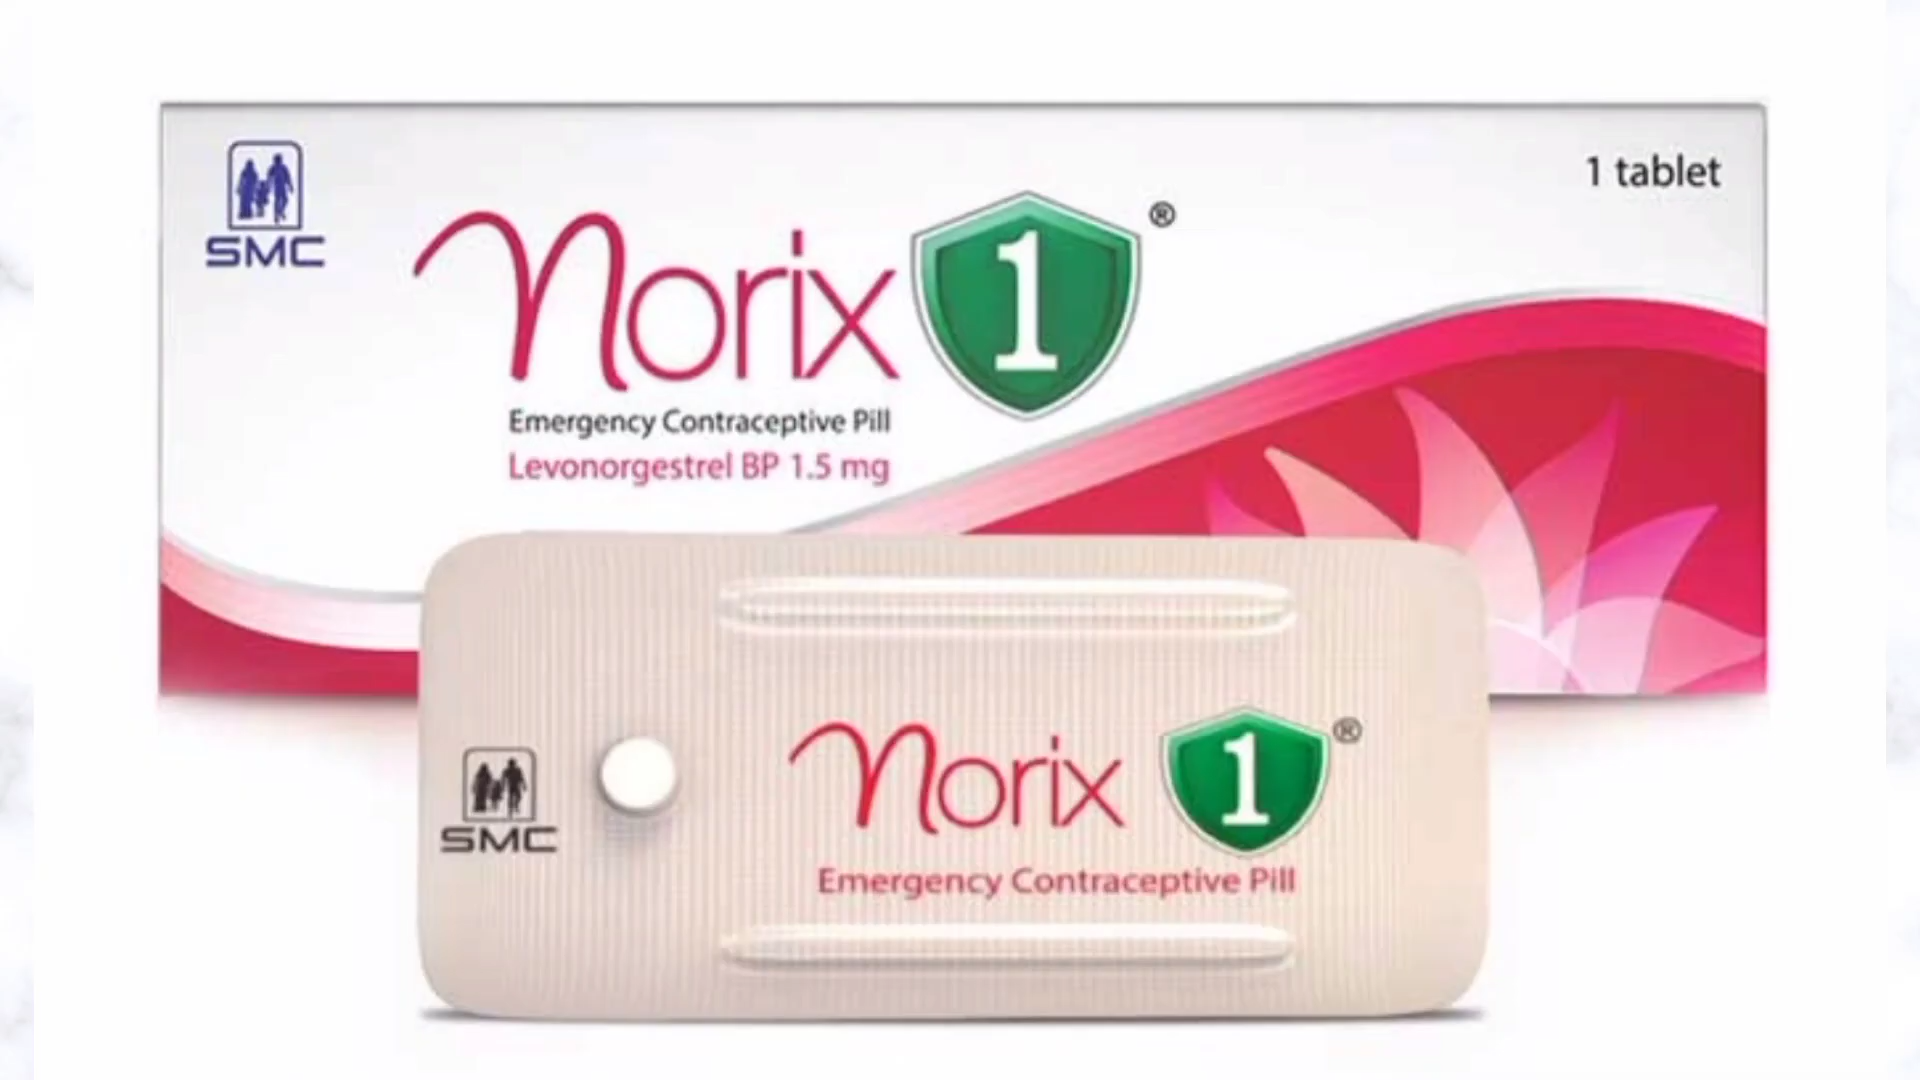 SMC
1 tablet
norix 1 ®
Emergency Contraceptive Pill
Levonorgestrel BP 1.5 mg
SMC
norix 1 ®
Emergency Contraceptive Pill